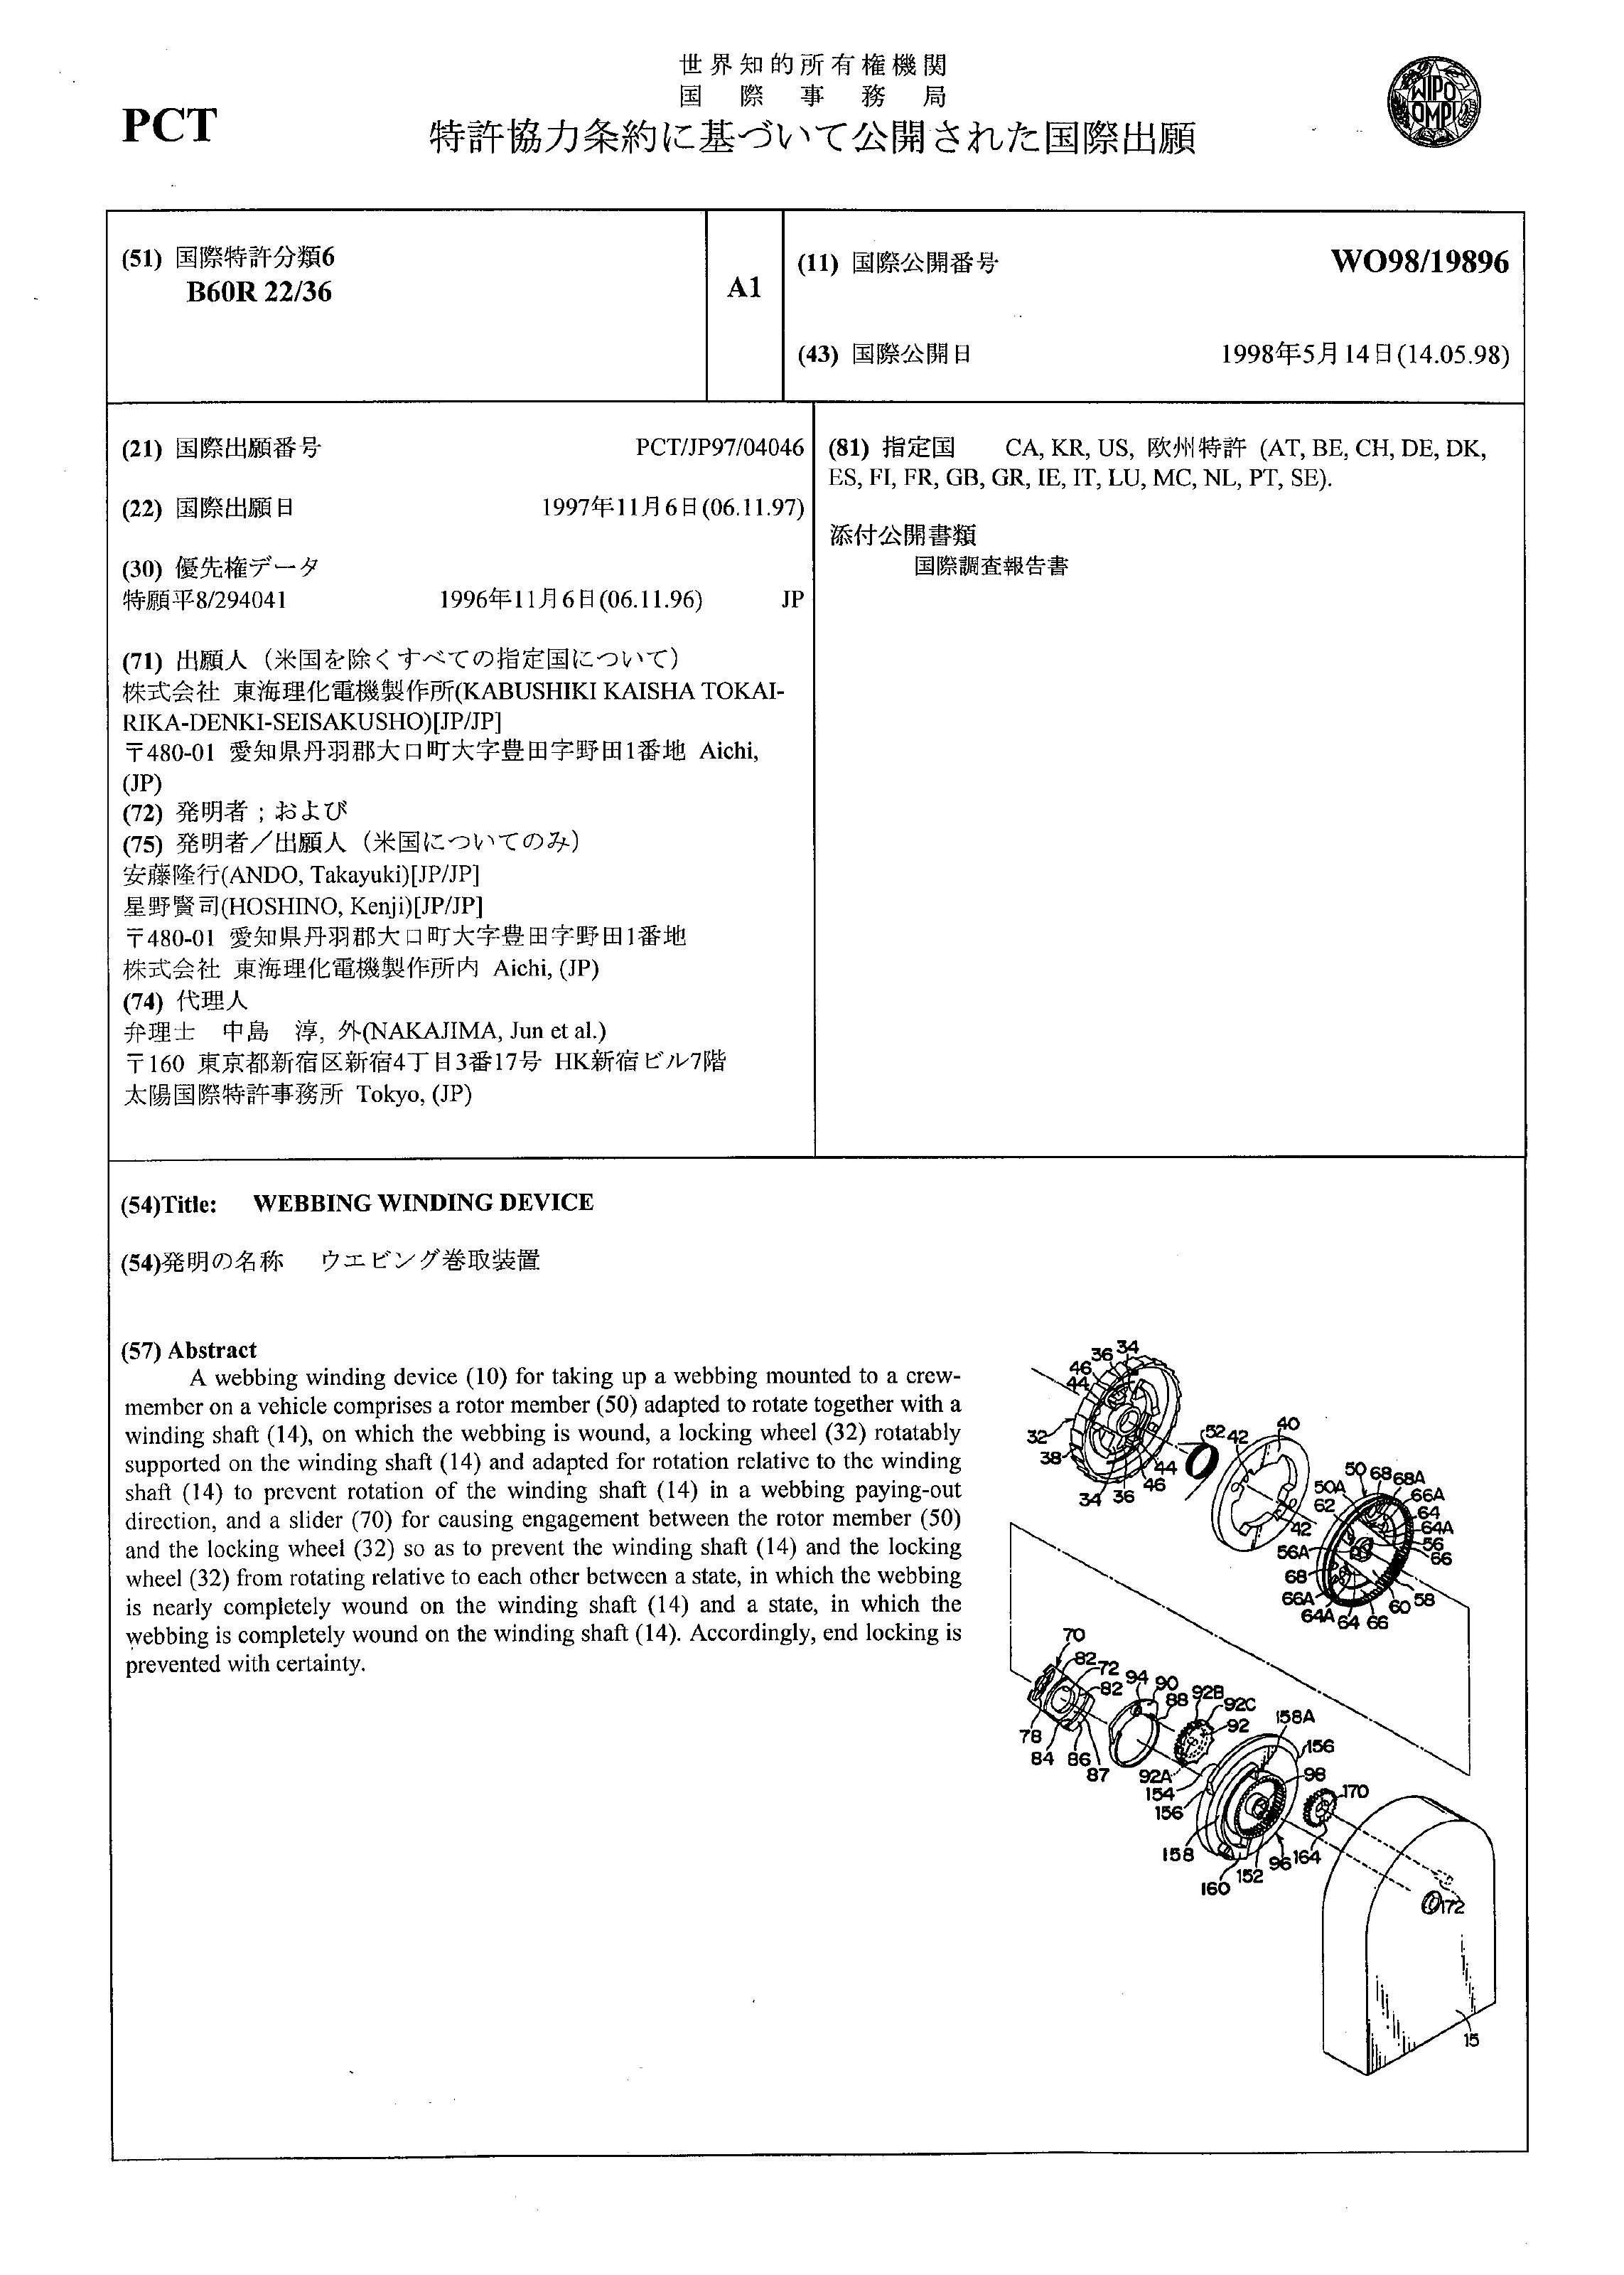 世界知的所有権機関
国際事務局
PCT
特許協力条約に基づいて公開された国際出願
WIPO
OMPI
(51) 国際特許分類6
B60R 22/36
A1
(11) 国際公開番号 WO98/19896
(43) 国際公開日 1998年5月14日(14.05.98)
(21) 国際出願番号 PCT/JP97/04046
(22) 国際出願日 1997年11月6日(06.11.97)
(30) 優先権データ
特願平8/294041 1996年11月6日(06.11.96) JP
(71) 出願人（米国を除くすべての指定国について）
株式会社 東海理化電機製作所(KABUSHIKI KAISHA TOKAI-
RIKA-DENKI-SEISAKUSHO)[JP/JP]
〒480-01 愛知県丹羽郡大口町大字豊田字野田1番地 Aichi,
(JP)
(72) 発明者；および
(75) 発明者／出願人（米国についてのみ）
安藤隆行(ANDO, Takayuki)[JP/JP]
星野賢司(HOSHINO, Kenji)[JP/JP]
〒480-01 愛知県丹羽郡大口町大字豊田字野田1番地
株式会社 東海理化電機製作所内 Aichi, (JP)
(74) 代理人
弁理士 中島 淳, 外(NAKAJIMA, Jun et al.)
〒160 東京都新宿区新宿4丁目3番17号 HK新宿ビル7階
太陽国際特許事務所 Tokyo, (JP)
(81) 指定国 CA, KR, US, 欧州特許 (AT, BE, CH, DE, DK,
ES, FI, FR, GB, GR, IE, IT, LU, MC, NL, PT, SE).
添付公開書類
国際調査報告書
(54)Title: WEBBING WINDING DEVICE
(54)発明の名称 ウエビング巻取装置
(57) Abstract
A webbing winding device (10) for taking up a webbing mounted to a crew-
member on a vehicle comprises a rotor member (50) adapted to rotate together with a
winding shaft (14), on which the webbing is wound, a locking wheel (32) rotatably
supported on the winding shaft (14) and adapted for rotation relative to the winding
shaft (14) to prevent rotation of the winding shaft (14) in a webbing paying-out
direction, and a slider (70) for causing engagement between the rotor member (50)
and the locking wheel (32) so as to prevent the winding shaft (14) and the locking
wheel (32) from rotating relative to each other between a state, in which the webbing
is nearly completely wound on the winding shaft (14) and a state, in which the
webbing is completely wound on the winding shaft (14). Accordingly, end locking is
prevented with certainty.
34
36
46
44
32
38
34 36 46
44
52 42
40
42
50 68 68A
50A
62
66A
64
64A
56
66
56A
68
66A
64A 64 66 60 58
70
82 72
82
94 90
88 92B
92C
92
78
84 86 87
92A
154
156
158A
156
98
170
158
160
152
96 164
172
15